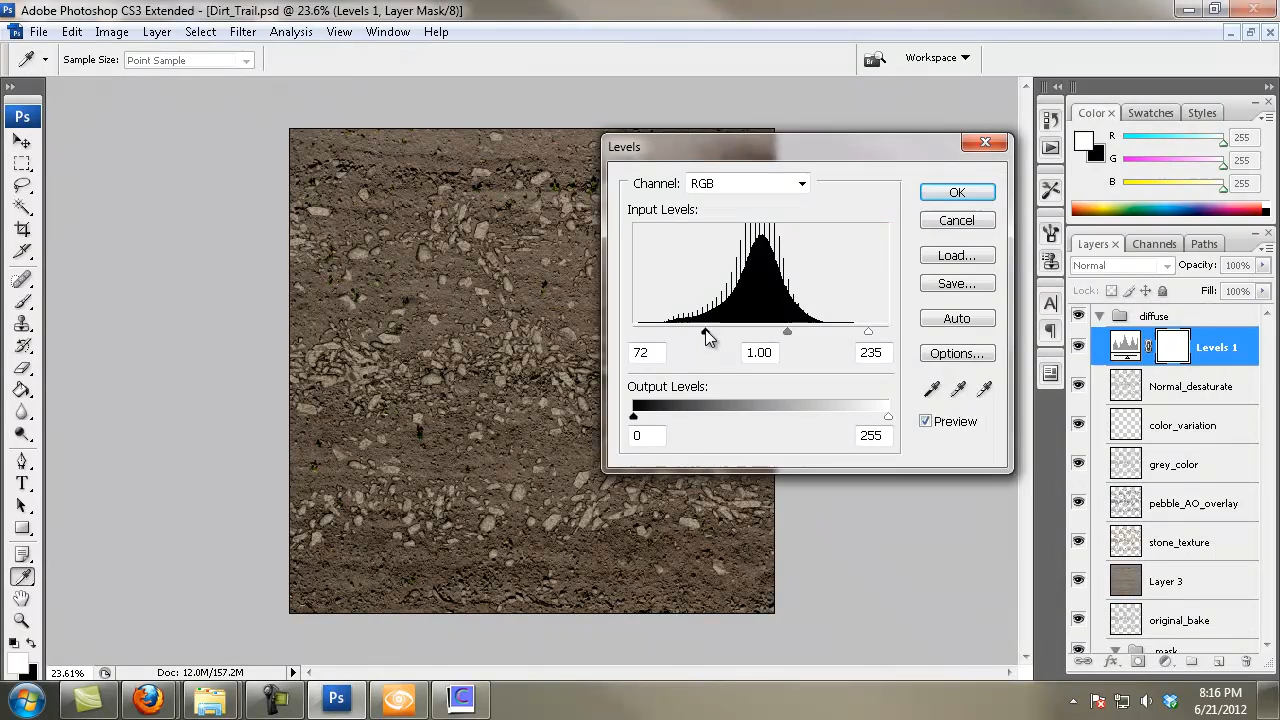 Adobe Photoshop CS3 Extended - [Dirt_Trail.psd @ 23.6% (Levels 1, Layer Mask/8)]
File Edit Image Layer Select Filter Analysis View Window Help
Sample Size: Point Sample
Br Workspace
Ps
Levels
Channel: RGB
Input Levels:
72 1.00 235
Output Levels:
0 255
OK
Cancel
Load...
Save...
Auto
Options...
Preview
Color Swatches Styles
R 255
G 255
B 255
Layers Channels Paths
Normal Opacity: 100%
Lock: Fill: 100%
diffuse
Levels 1
Normal_desaturate
color_variation
grey_color
pebble_AO_overlay
stone_texture
Layer 3
original_bake
mask
T
A
23.61% Doc: 12.0M/157.2M
Ps C
8:16 PM
6/21/2012